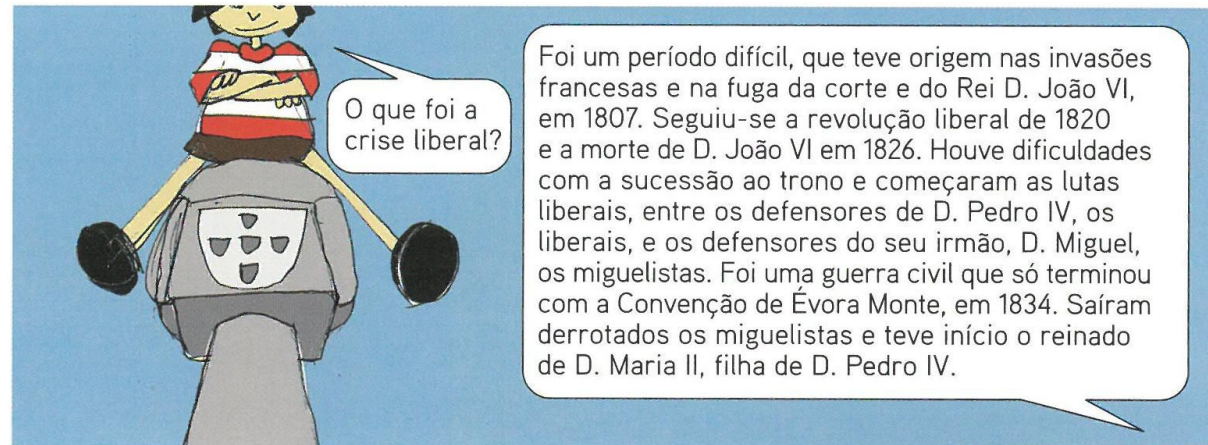 O que foi a
crise liberal?
Foi um período difícil, que teve origem nas invasões
francesas e na fuga da corte e do Rei D. João VI,
em 1807. Seguiu-se a revolução liberal de 1820
e a morte de D. João VI em 1826. Houve dificuldades
com a sucessão ao trono e começaram as lutas
liberais, entre os defensores de D. Pedro IV, os
liberais, e os defensores do seu irmão, D. Miguel,
os miguelistas. Foi uma guerra civil que só terminou
com a Convenção de Évora Monte, em 1834. Saíram
derrotados os miguelistas e teve início o reinado
de D. Maria II, filha de D. Pedro IV.